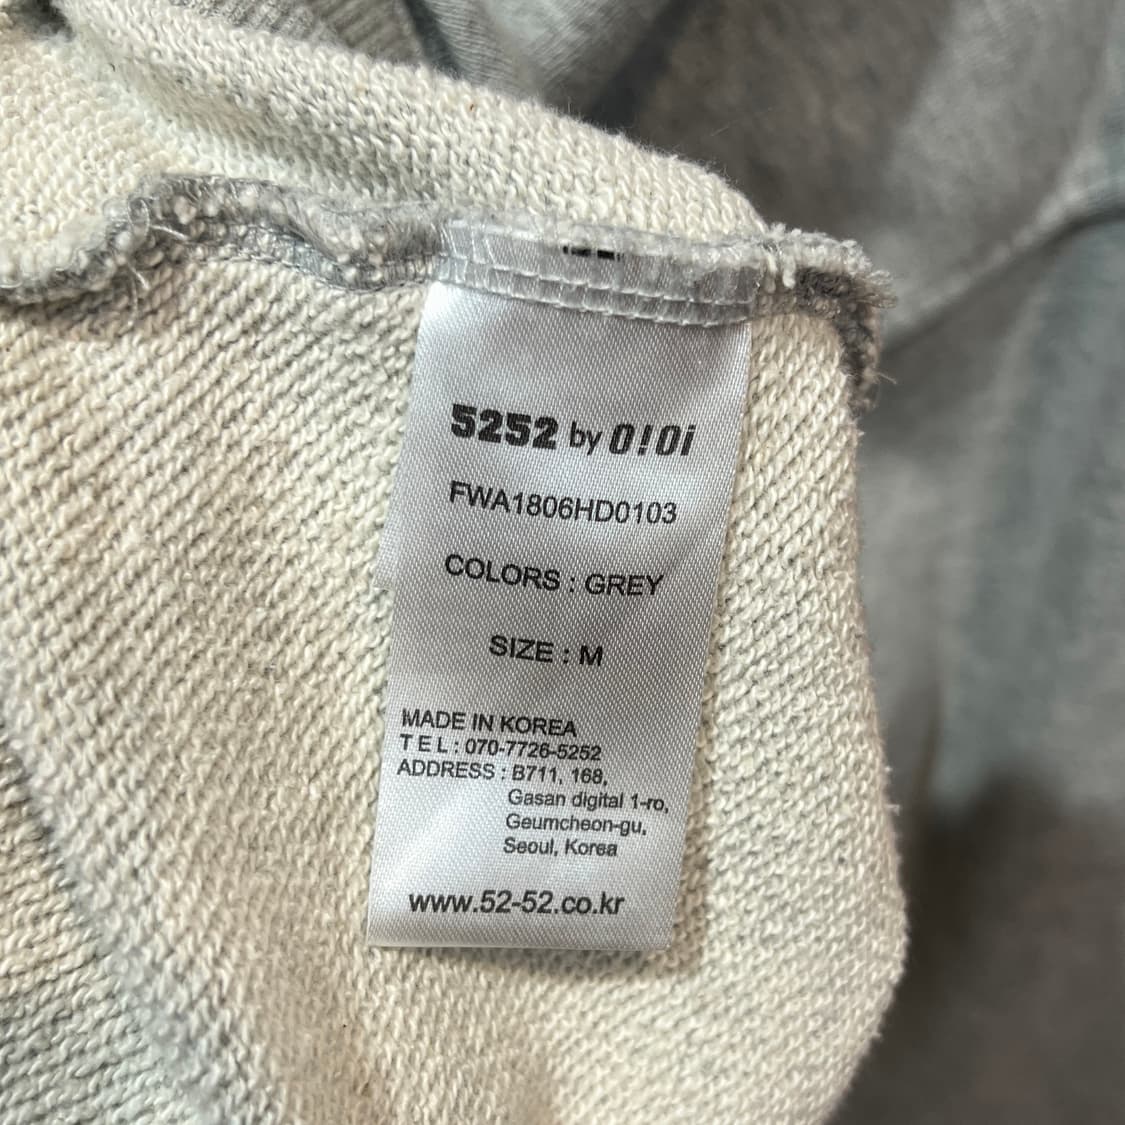 5252 by O!Oi
FWA1806HD0103
COLORS : GREY
SIZE : M
MADE IN KOREA
TEL : 070-7726-5252
ADDRESS : B711, 168,
Gasan digital 1-ro,
Geumcheon-gu,
Seoul, Korea
www.52-52.co.kr